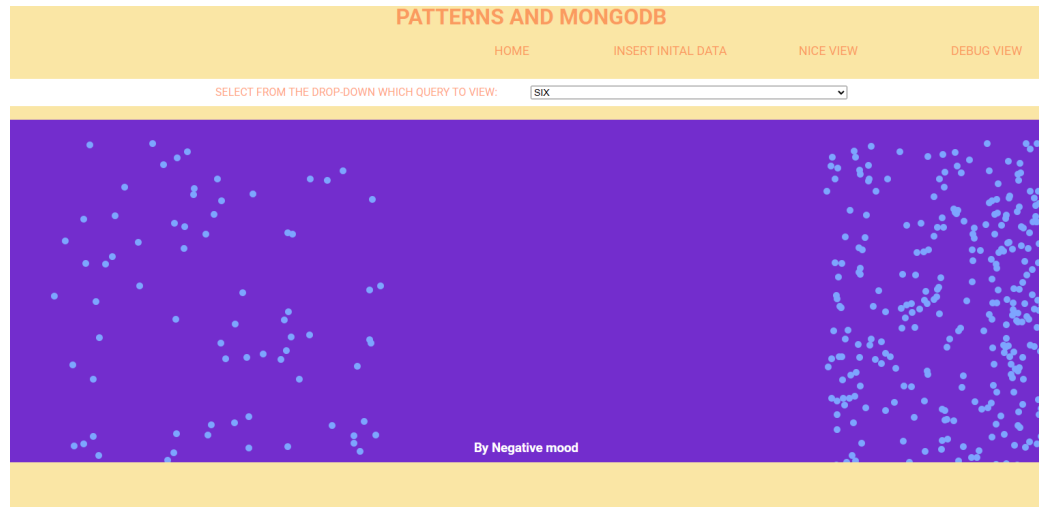 PATTERNS AND MONGODB
HOME INSERT INITAL DATA NICE VIEW DEBUG VIEW
SELECT FROM THE DROP-DOWN WHICH QUERY TO VIEW: SIX
By Negative mood